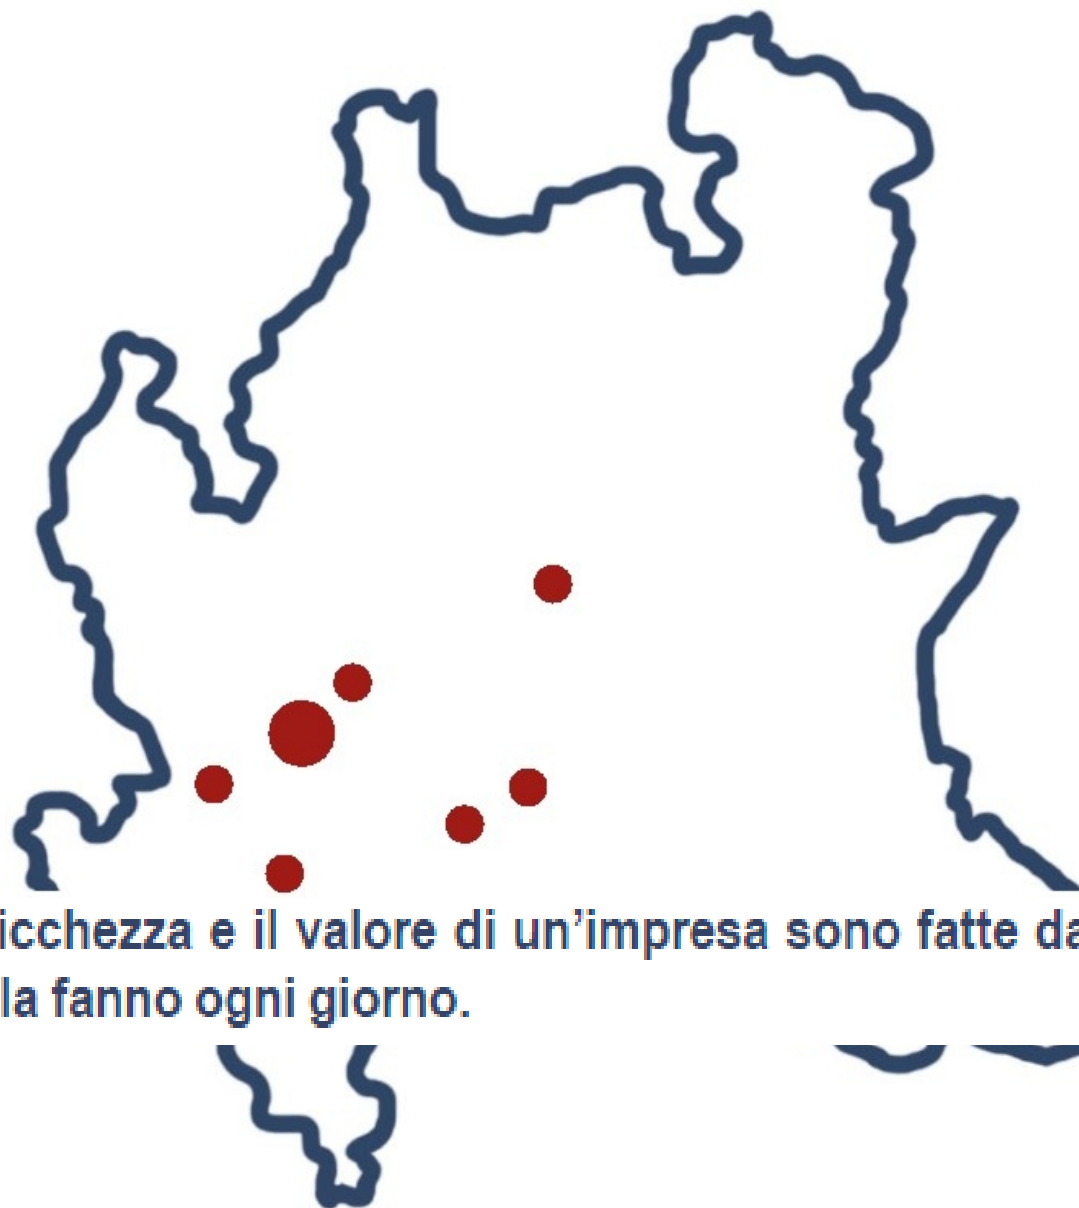 icchezza e il valore di un’impresa sono fatte da
la fanno ogni giorno.